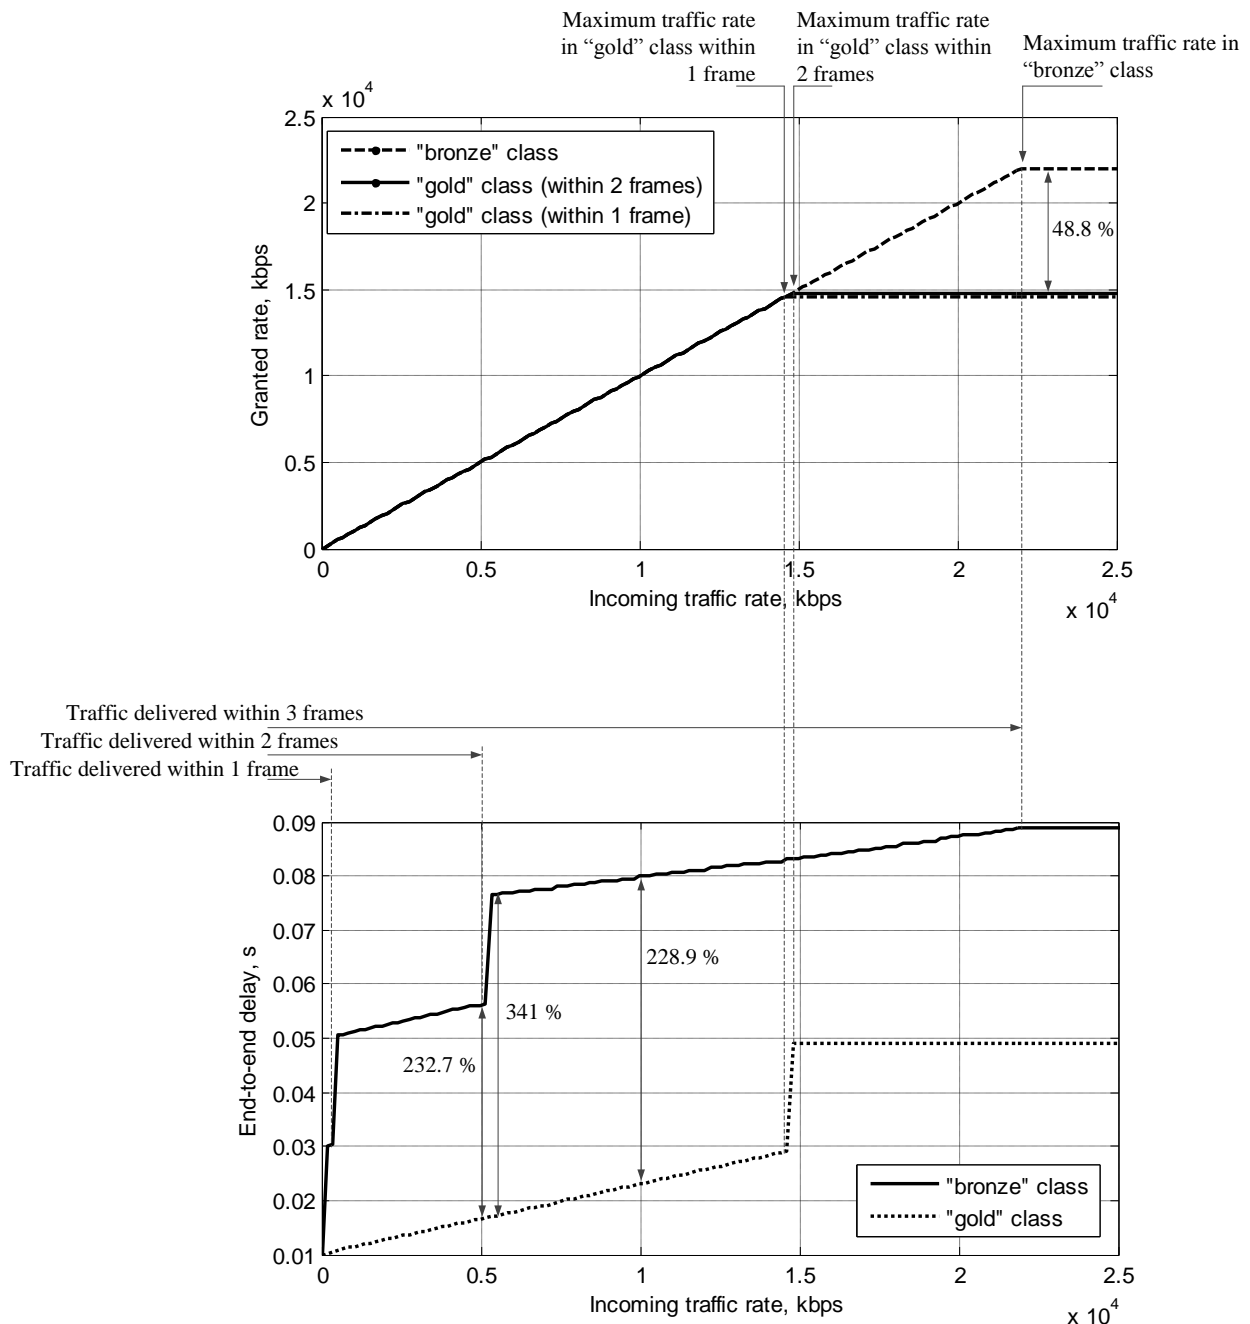 Maximum traffic rate
in “gold” class within
1 frame
Maximum traffic rate
in “gold” class within
2 frames
Maximum traffic rate in
“bronze” class
x 10^4
2.5
2
1.5
1
0.5
0
Granted rate, kbps
"bronze" class
"gold" class (within 2 frames)
"gold" class (within 1 frame)
48.8 %
0 0.5 1 1.5 2 2.5
Incoming traffic rate, kbps
x 10^4
Traffic delivered within 3 frames
Traffic delivered within 2 frames
Traffic delivered within 1 frame
0.09
0.08
0.07
0.06
0.05
0.04
0.03
0.02
0.01
End-to-end delay, s
228.9 %
341 %
232.7 %
"bronze" class
"gold" class
0 0.5 1 1.5 2 2.5
Incoming traffic rate, kbps
x 10^4